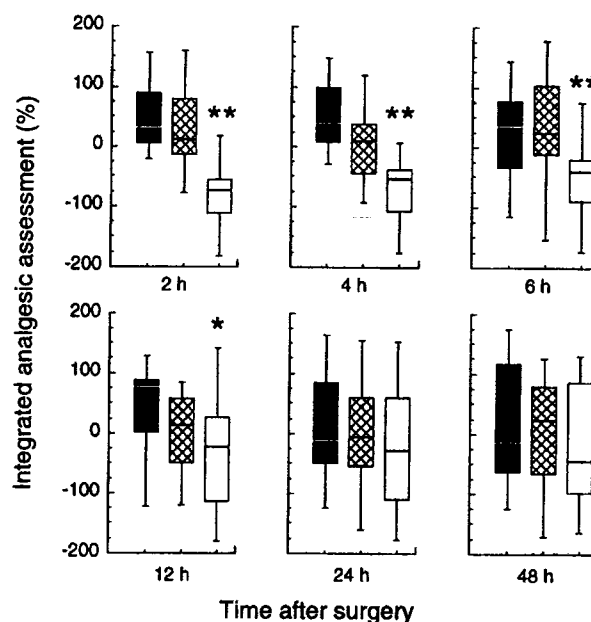 Integrated analgesic assessment (%)
200
100
0
-100
-200
**
2 h
**
4 h
**
6 h
200
100
0
-100
-200
*
12 h
24 h
48 h
Time after surgery